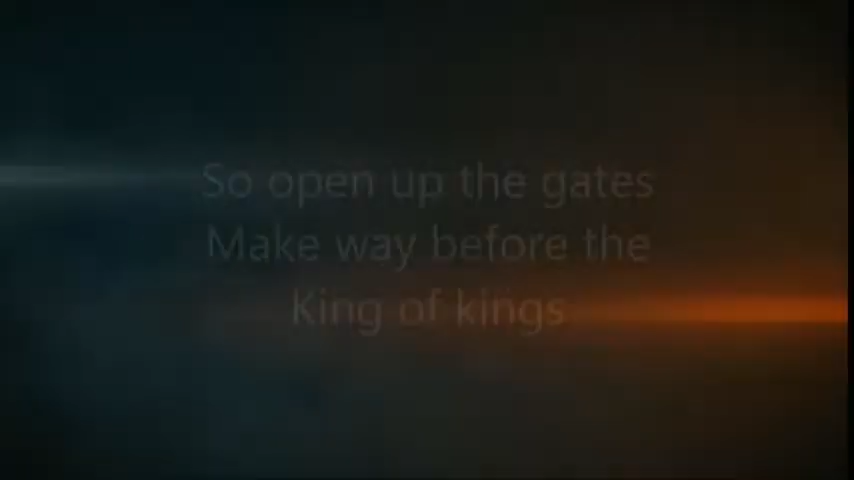 So open up the gates
Make way before the
King of kings